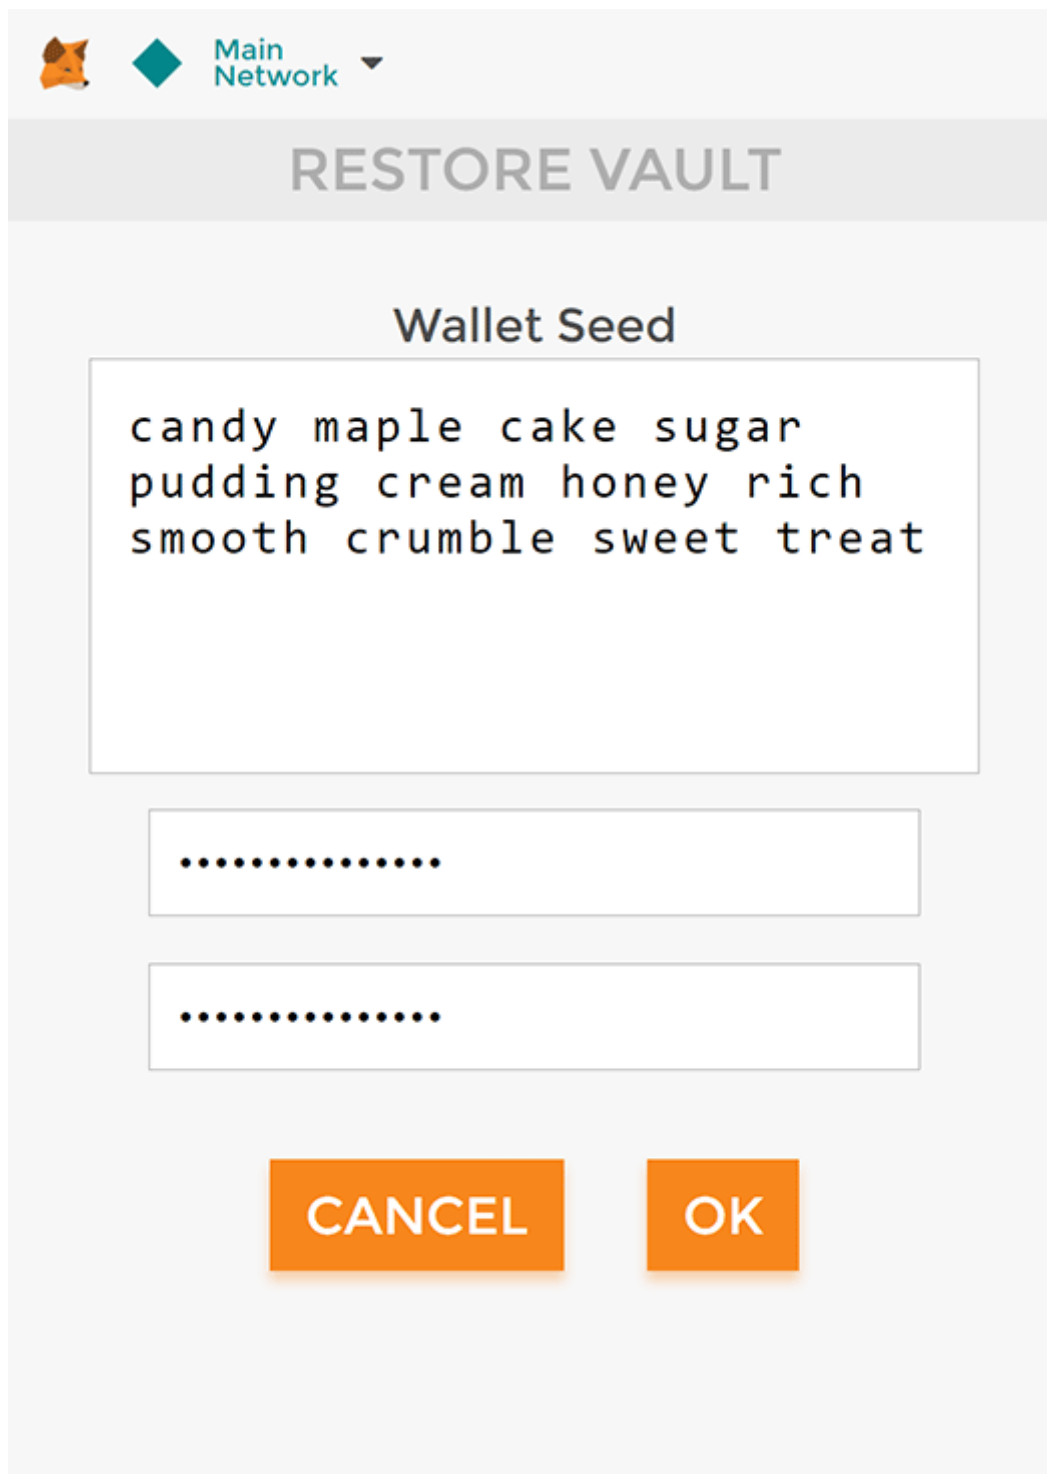 Main
Network
RESTORE VAULT
Wallet Seed
candy maple cake sugar
pudding cream honey rich
smooth crumble sweet treat
•••••••••••••••
•••••••••••••••
CANCEL OK